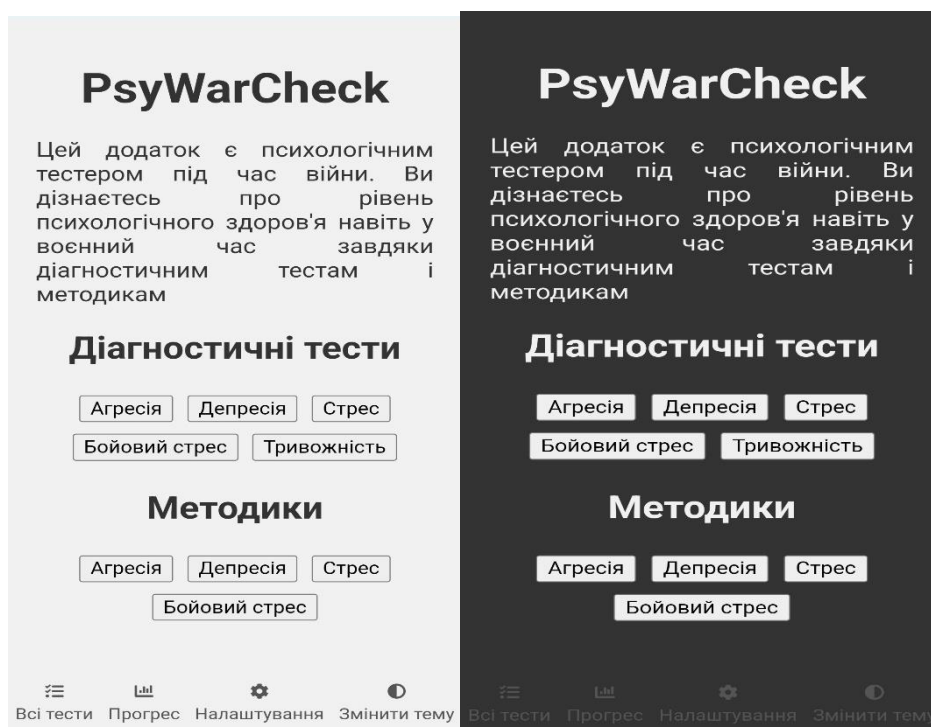 PsyWarCheck
Цей додаток є психологічним
тестером під час війни. Ви
дізнаєтесь про рівень
психологічного здоров'я навіть у
воєнний час завдяки
діагностичним тестам і
методикам
Діагностичні тести
Агресія Депресія Стрес
Бойовий стрес Тривожність
Методики
Агресія Депресія Стрес
Бойовий стрес
Всі тести Прогрес Налаштування Змінити тему
PsyWarCheck
Цей додаток є психологічним
тестером під час війни. Ви
дізнаєтесь про рівень
психологічного здоров'я навіть у
воєнний час завдяки
діагностичним тестам і
методикам
Діагностичні тести
Агресія Депресія Стрес
Бойовий стрес Тривожність
Методики
Агресія Депресія Стрес
Бойовий стрес
Всі тести Прогрес Налаштування Змінити тему